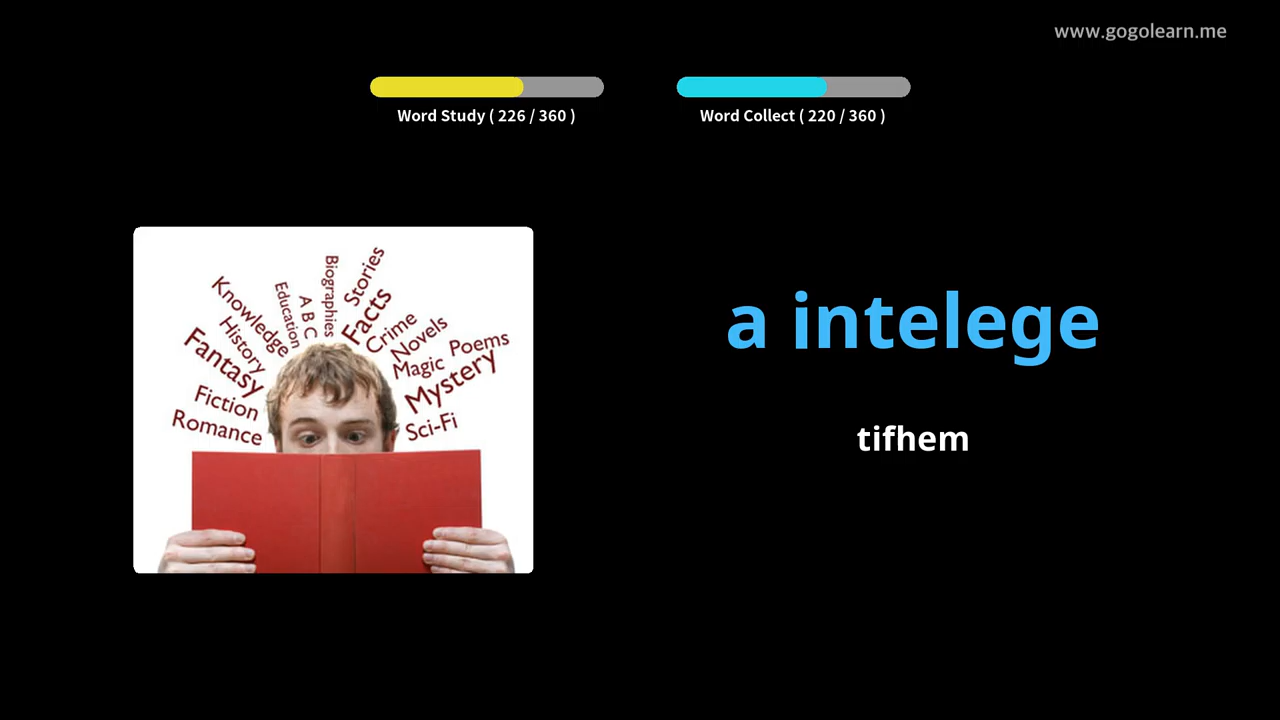 www.gogolearn.me
Word Study ( 226 / 360 )
Word Collect ( 220 / 360 )
Stories
Biographies
Facts
A B C
Education
Knowledge
Crime
Novels
History
Poems
Magic
Fantasy
Mystery
Fiction
Romance
Sci-Fi
a intelege
tifhem